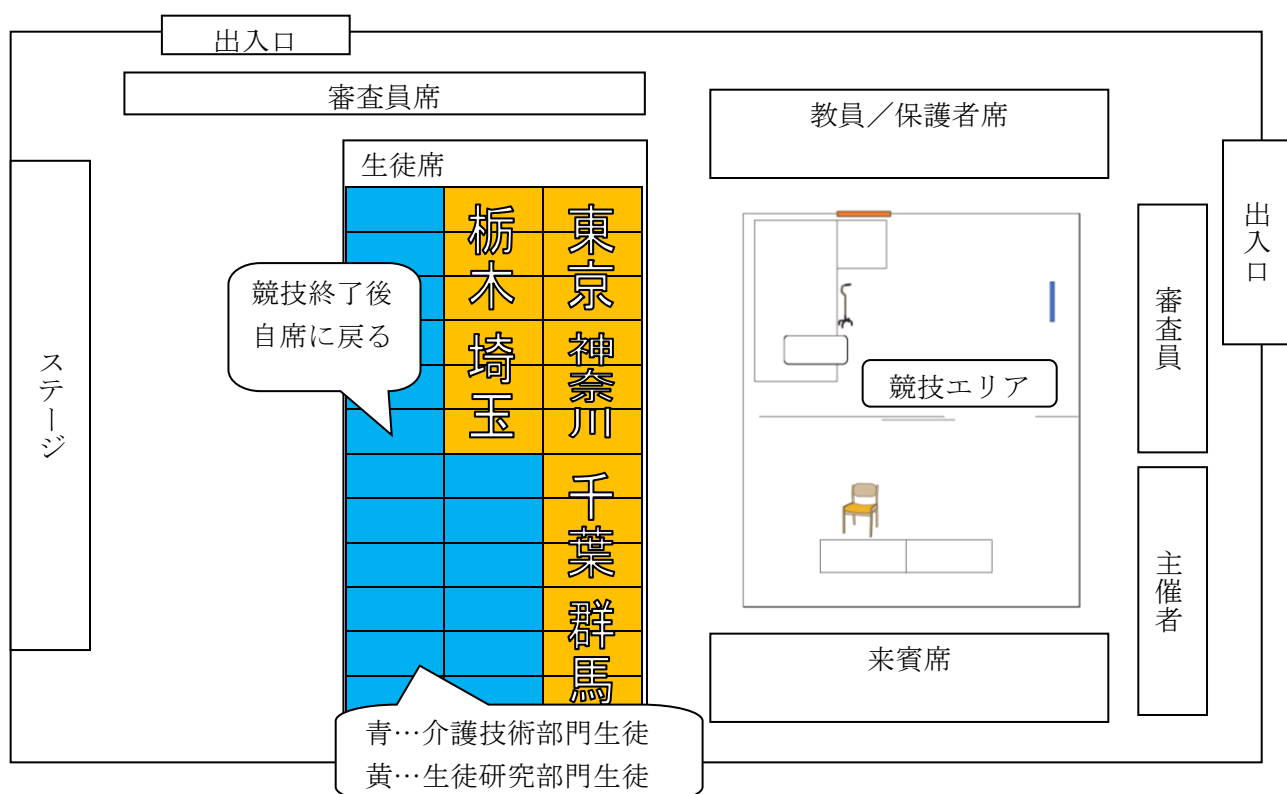 出入口
審査員席
教員／保護者席
生徒席
出入口
ステージ
栃木
東京
競技終了後
自席に戻る
埼玉
神奈川
競技エリア
審査員
千葉
群馬
主催者
来賓席
青…介護技術部門生徒
黄…生徒研究部門生徒